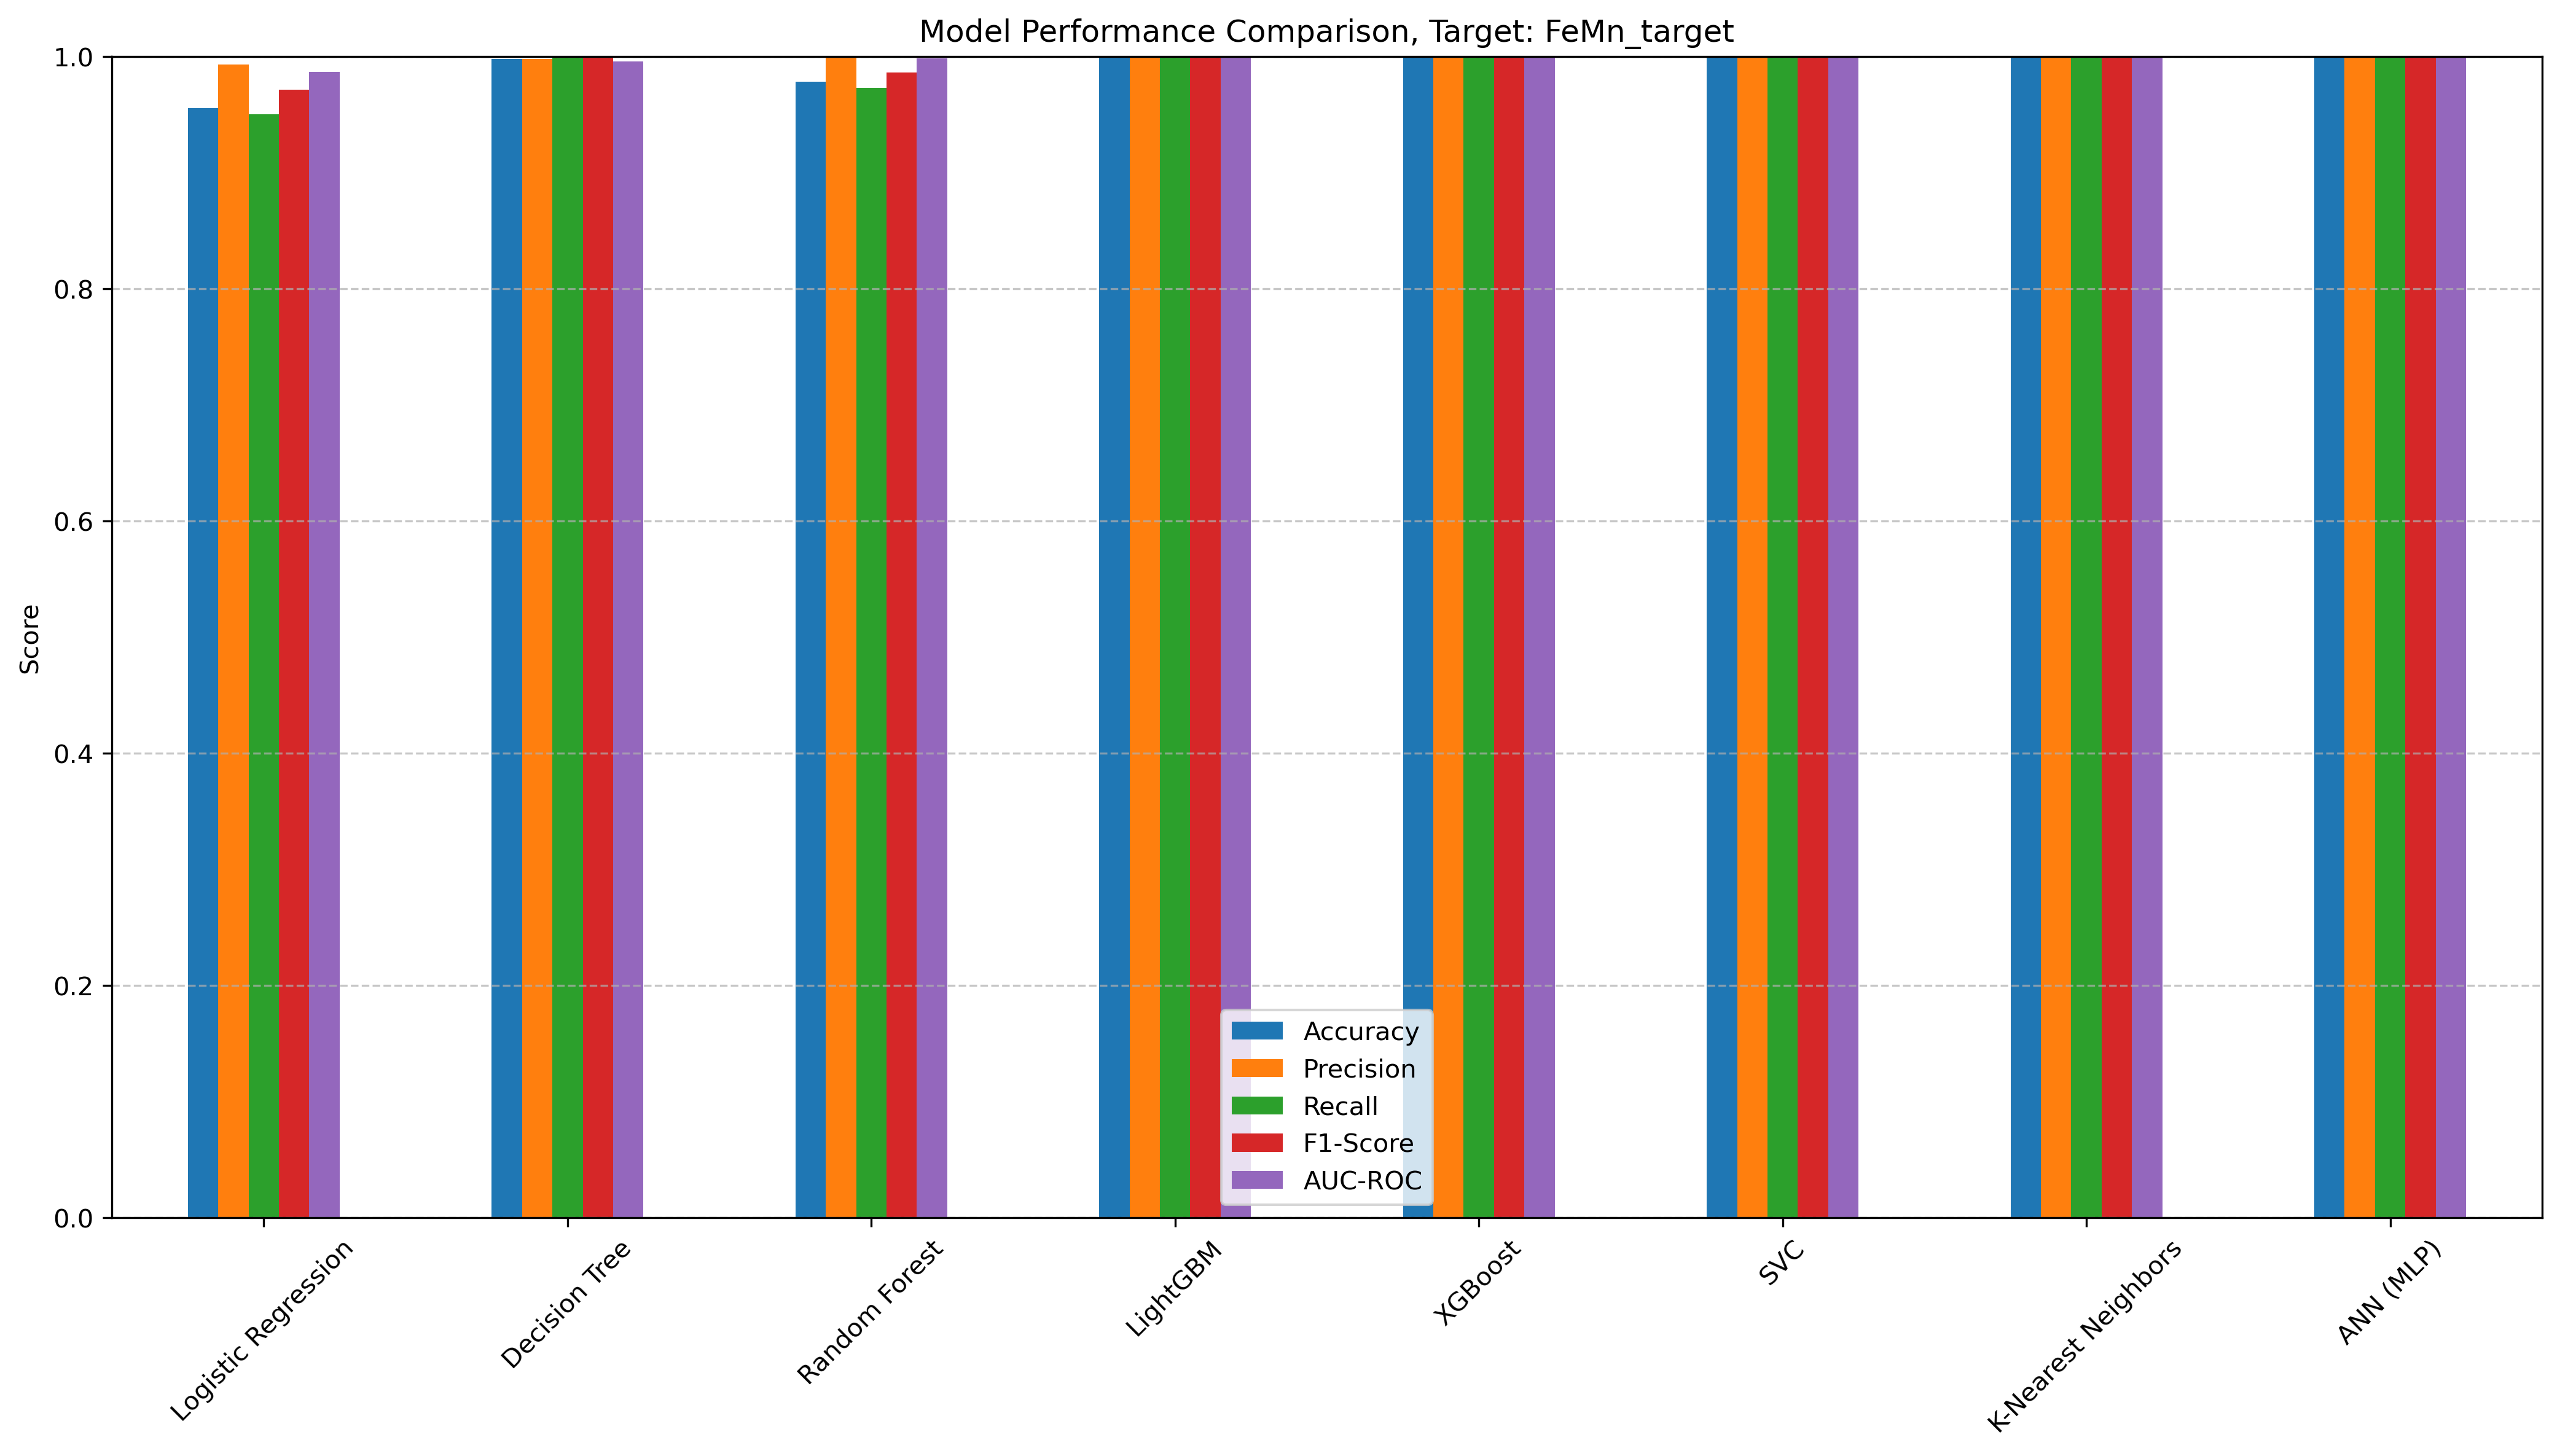 Model Performance Comparison, Target: FeMn_target
Score
1.0
0.8
0.6
0.4
0.2
0.0
Accuracy
Precision
Recall
F1-Score
AUC-ROC
Logistic Regression
Decision Tree
Random Forest
LightGBM
XGBoost
SVC
K-Nearest Neighbors
ANN (MLP)